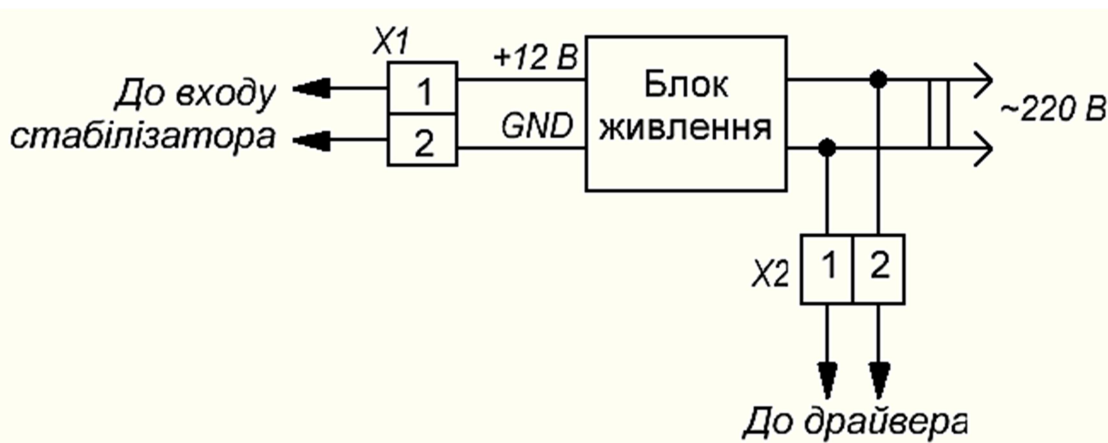 X1
До входу
стабілізатора
1
2
+12 В
GND
Блок
живлення
~220 В
X2
1
2
До драйвера